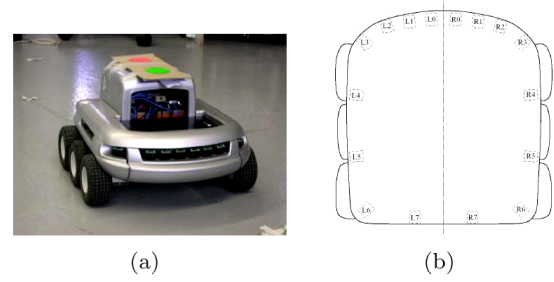 L2 L1 L0 R0 R1 R2
L3 R3
L4 R4
L5 R5
L6 R6
L7 R7
(a) (b)